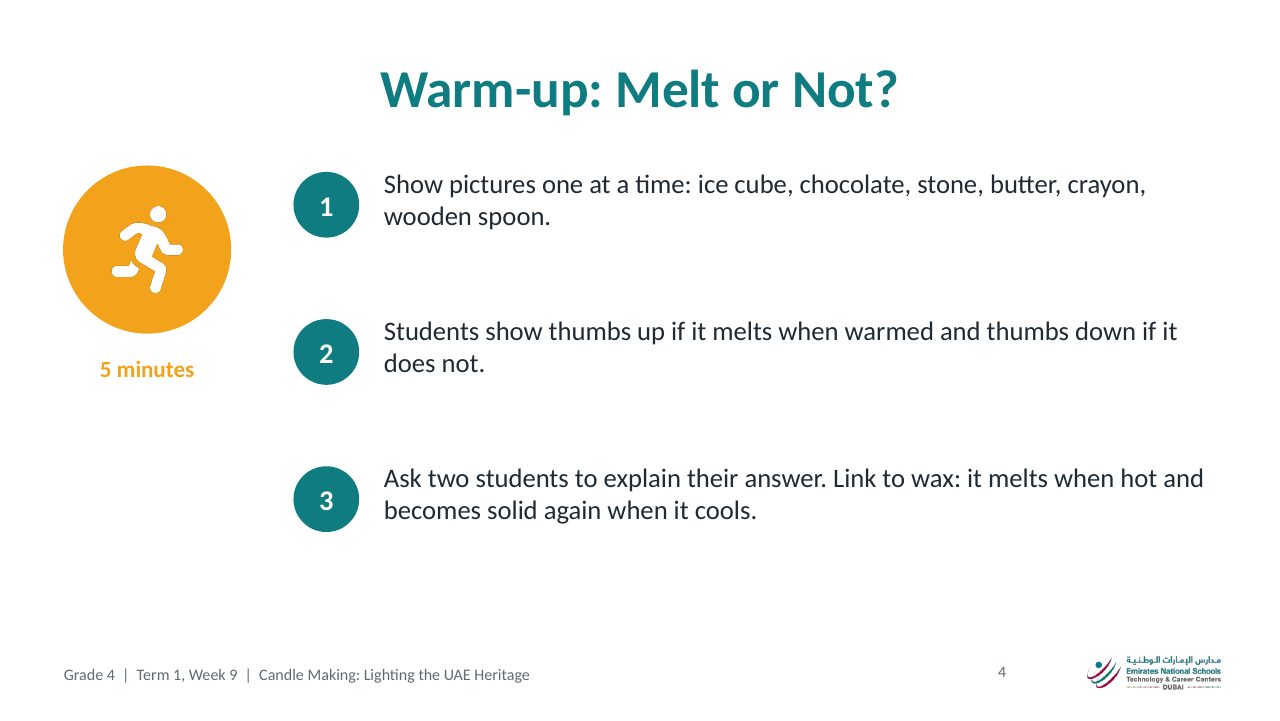 Warm-up: Melt or Not?
1
Show pictures one at a time: ice cube, chocolate, stone, butter, crayon,
wooden spoon.
5 minutes
2
Students show thumbs up if it melts when warmed and thumbs down if it
does not.
3
Ask two students to explain their answer. Link to wax: it melts when hot and
becomes solid again when it cools.
Grade 4 | Term 1, Week 9 | Candle Making: Lighting the UAE Heritage
4
مدارس الإمارات الوطنية
Emirates National Schools
Technology & Career Centers
DUBAI